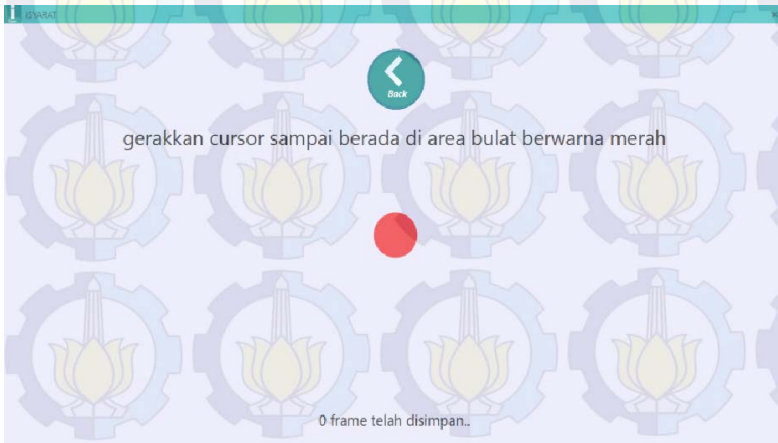 ISYARAT
Back
gerakkan cursor sampai berada di area bulat berwarna merah
0 frame telah disimpan..